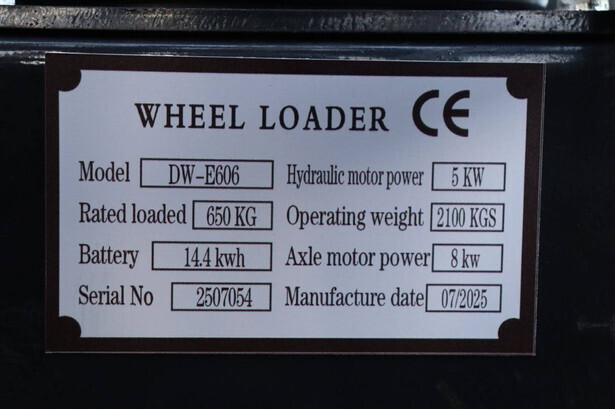 WHEEL LOADER CE
Model DW-E606 Hydraulic motor power 5 KW
Rated loaded 650 KG Operating weight 2100 KGS
Battery 14.4 kwh Axle motor power 8 kw
Serial No 2507054 Manufacture date 07/2025